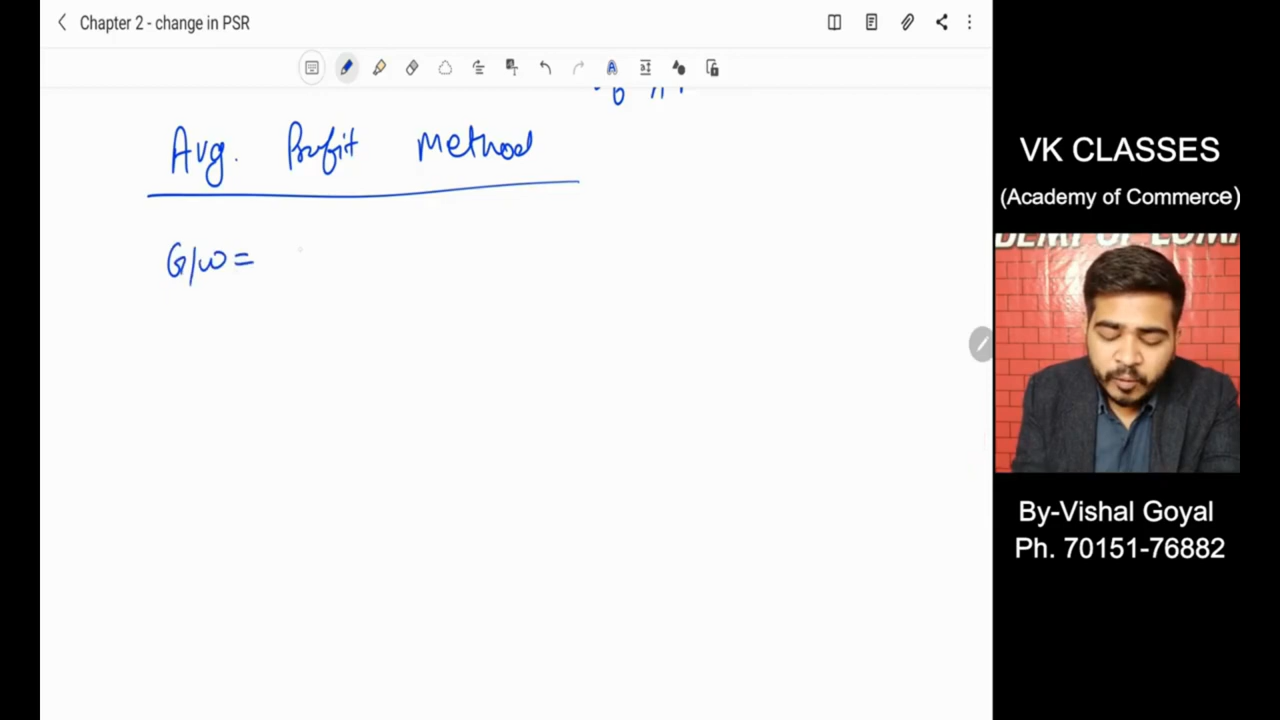 Chapter 2 - change in PSR
Avg. Profit Method
G/w =
VK CLASSES
(Academy of Commerce)
By-Vishal Goyal
Ph. 70151-76882